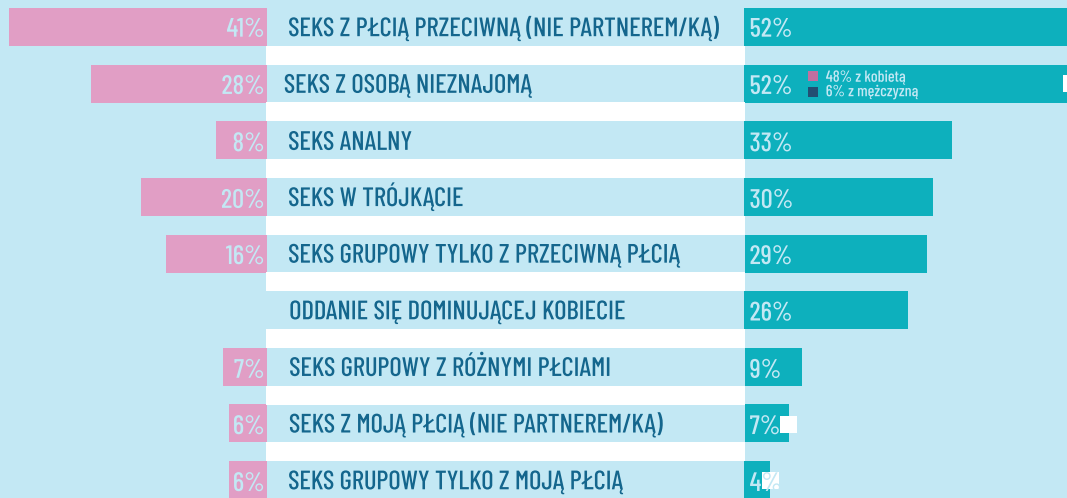 41% SEKS Z PŁCIĄ PRZECIWNĄ (NIE PARTNEREM/KĄ) 52%
28% SEKS Z OSOBĄ NIEZNAJOMĄ 52% 48% z kobietą
6% z mężczyzną
8% SEKS ANALNY 33%
20% SEKS W TRÓJKĄCIE 30%
16% SEKS GRUPOWY TYLKO Z PRZECIWNĄ PŁCIĄ 29%
ODDANIE SIĘ DOMINUJĄCEJ KOBIECIE 26%
7% SEKS GRUPOWY Z RÓŻNYMI PŁCIAMI 9%
6% SEKS Z MOJĄ PŁCIĄ (NIE PARTNEREM/KĄ) 7%
6% SEKS GRUPOWY TYLKO Z MOJĄ PŁCIĄ 4%